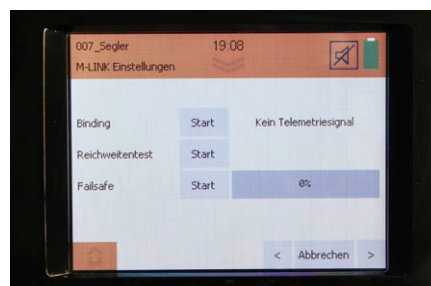 007_Segler 19:08
M-LINK Einstellungen
Binding Start Kein Telemetriesignal
Reichweitentest Start
Failsafe Start 0%
< Abbrechen >